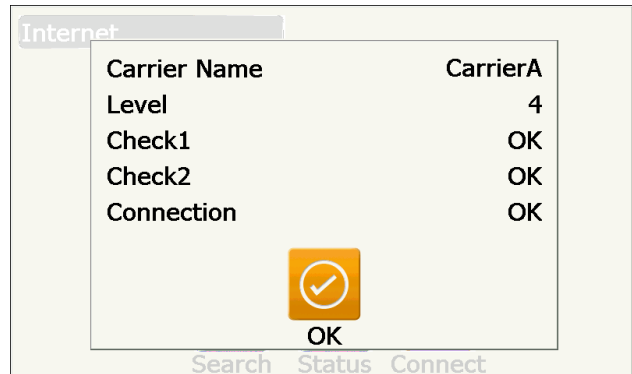 Internet
Carrier Name CarrierA
Level 4
Check1 OK
Check2 OK
Connection OK
OK
Search Status Connect